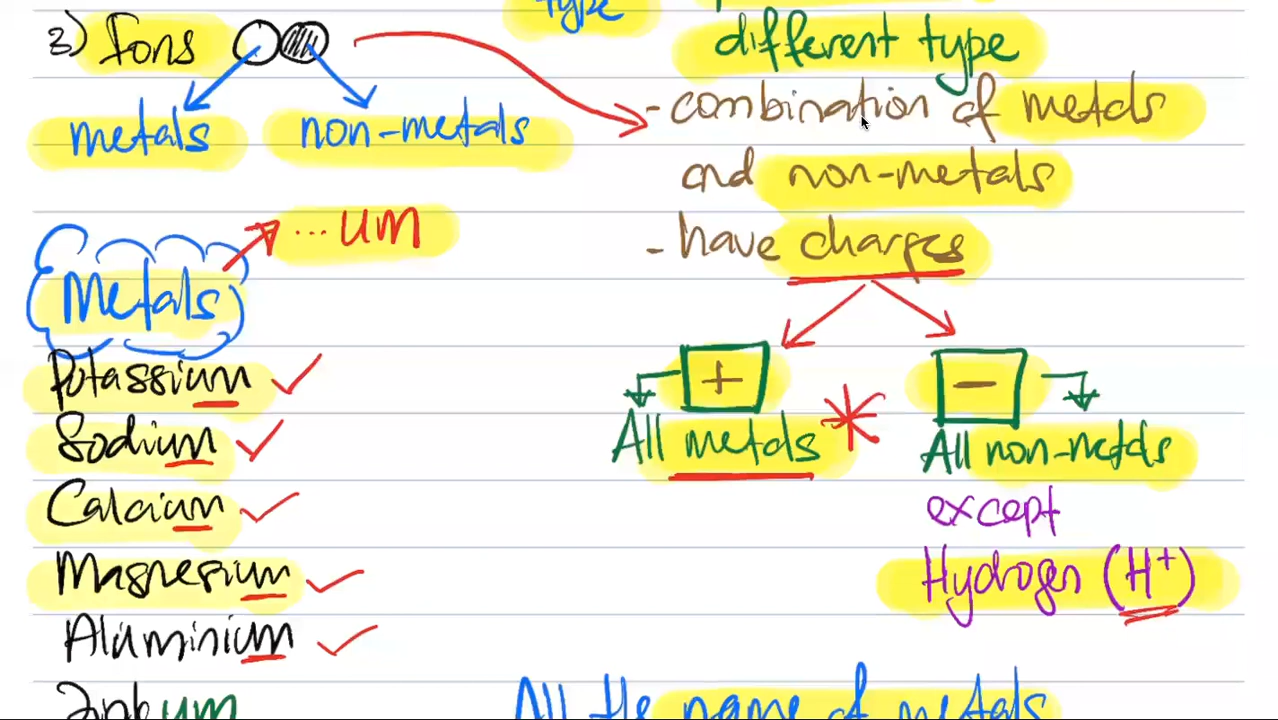 type
3) Ions
different type
metals
non-metals
- combination of metals
and non-metals
- have charges
...um
Metals
Potassium
Sodium
Calcium
Magnesium
Aluminium
+
-
All metals
All non-metals
except
Hydrogen (H+)
All the name of metals